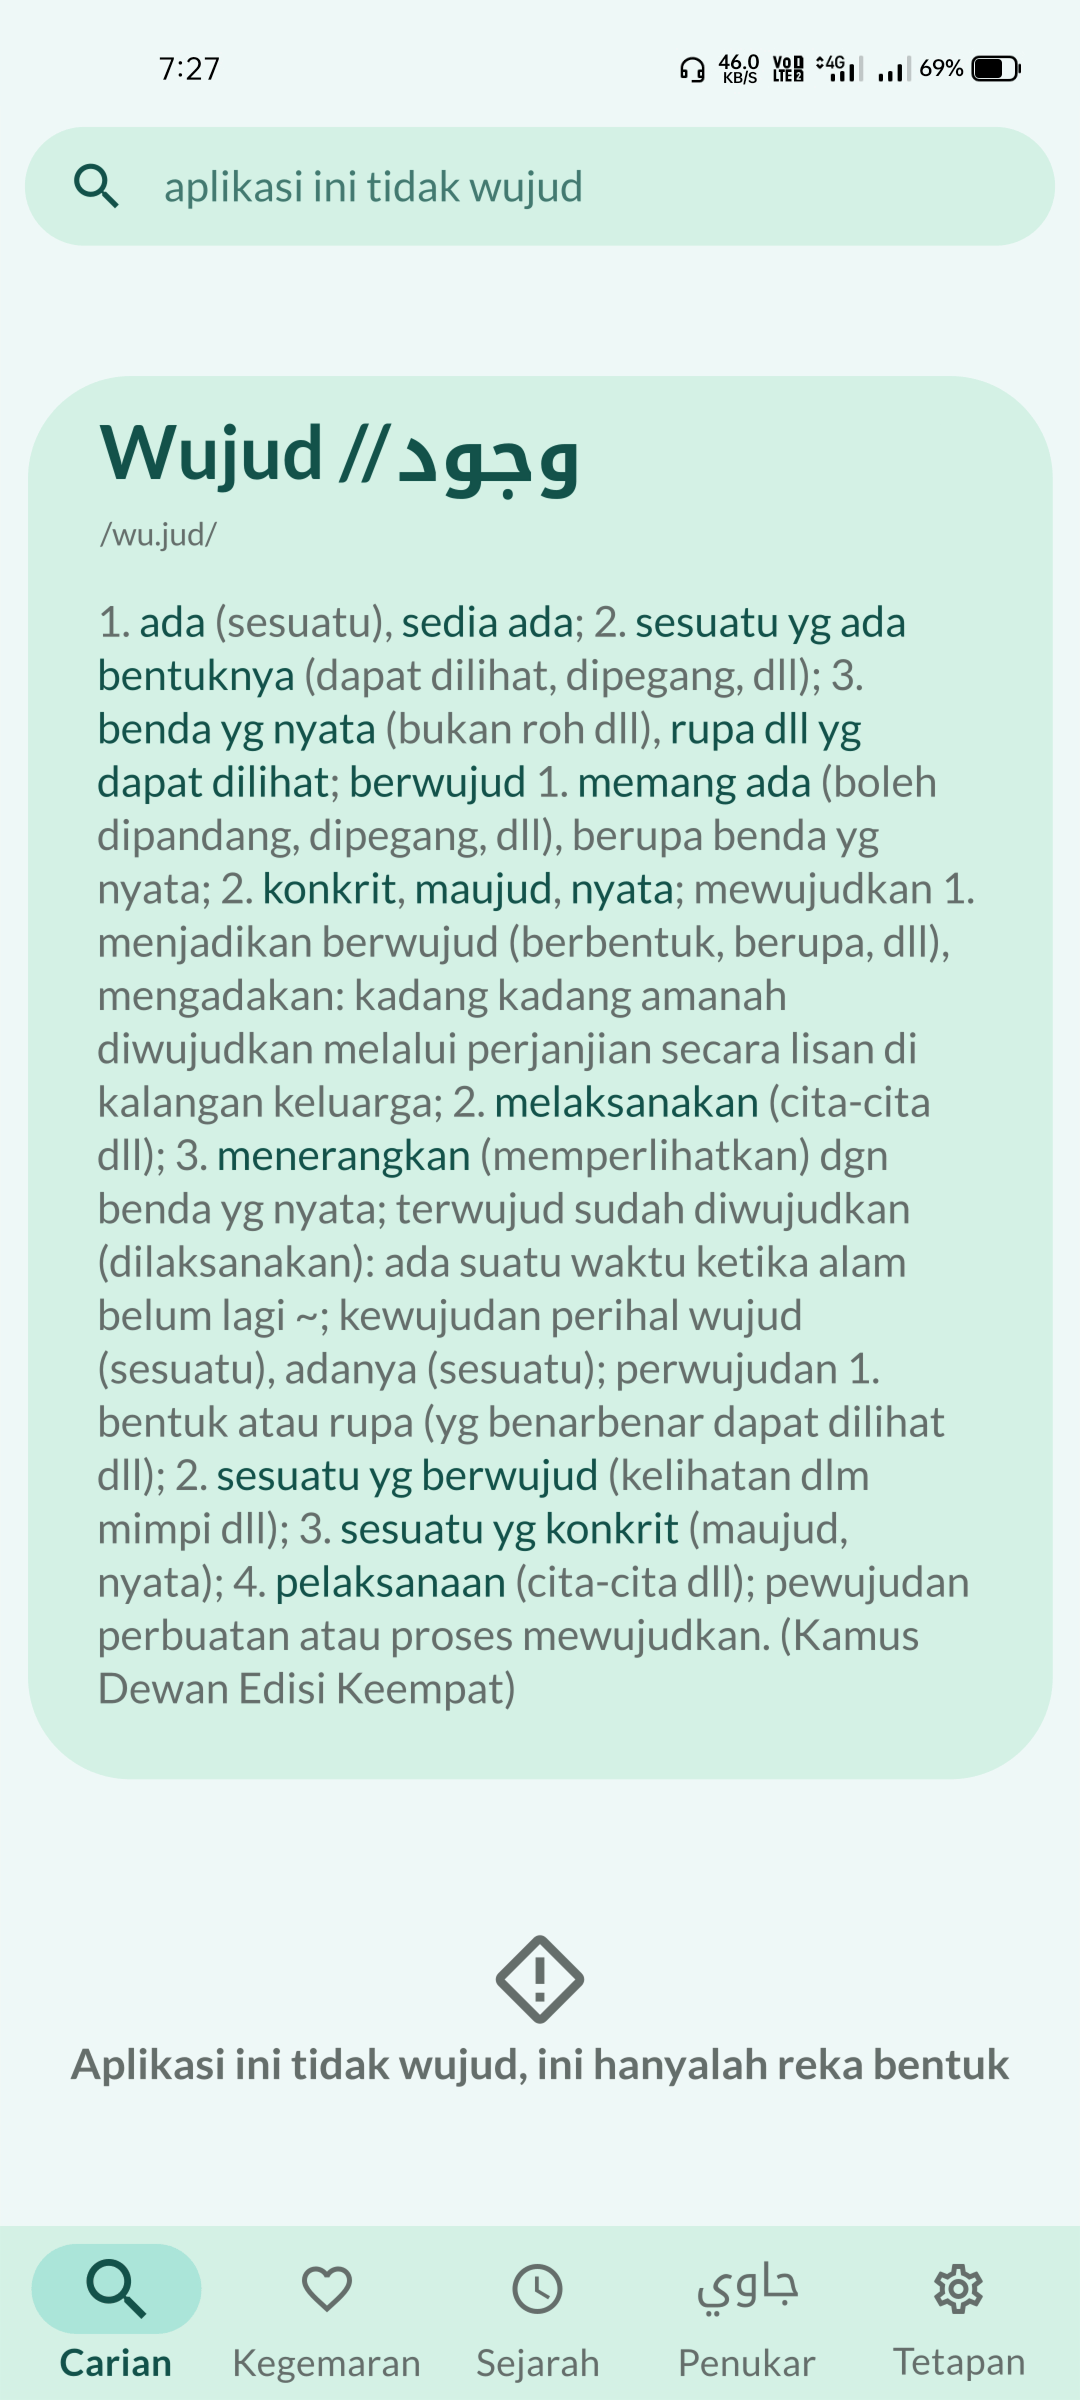 7:27
46.0 KB/S VoD LTE 2 4G 69%
aplikasi ini tidak wujud
Wujud // وجود
/wu.jud/
1. ada (sesuatu), sedia ada; 2. sesuatu yg ada
bentuknya (dapat dilihat, dipegang, dll); 3.
benda yg nyata (bukan roh dll), rupa dll yg
dapat dilihat; berwujud 1. memang ada (boleh
dipandang, dipegang, dll), berupa benda yg
nyata; 2. konkrit, maujud, nyata; mewujudkan 1.
menjadikan berwujud (berbentuk, berupa, dll),
mengadakan: kadang kadang amanah
diwujudkan melalui perjanjian secara lisan di
kalangan keluarga; 2. melaksanakan (cita-cita
dll); 3. menerangkan (memperlihatkan) dgn
benda yg nyata; terwujud sudah diwujudkan
(dilaksanakan): ada suatu waktu ketika alam
belum lagi ~; kewujudan perihal wujud
(sesuatu), adanya (sesuatu); perwujudan 1.
bentuk atau rupa (yg benarbenar dapat dilihat
dll); 2. sesuatu yg berwujud (kelihatan dlm
mimpi dll); 3. sesuatu yg konkrit (maujud,
nyata); 4. pelaksanaan (cita-cita dll); pewujudan
perbuatan atau proses mewujudkan. (Kamus
Dewan Edisi Keempat)
Aplikasi ini tidak wujud, ini hanyalah reka bentuk
جاوي
Carian Kegemaran Sejarah Penukar Tetapan